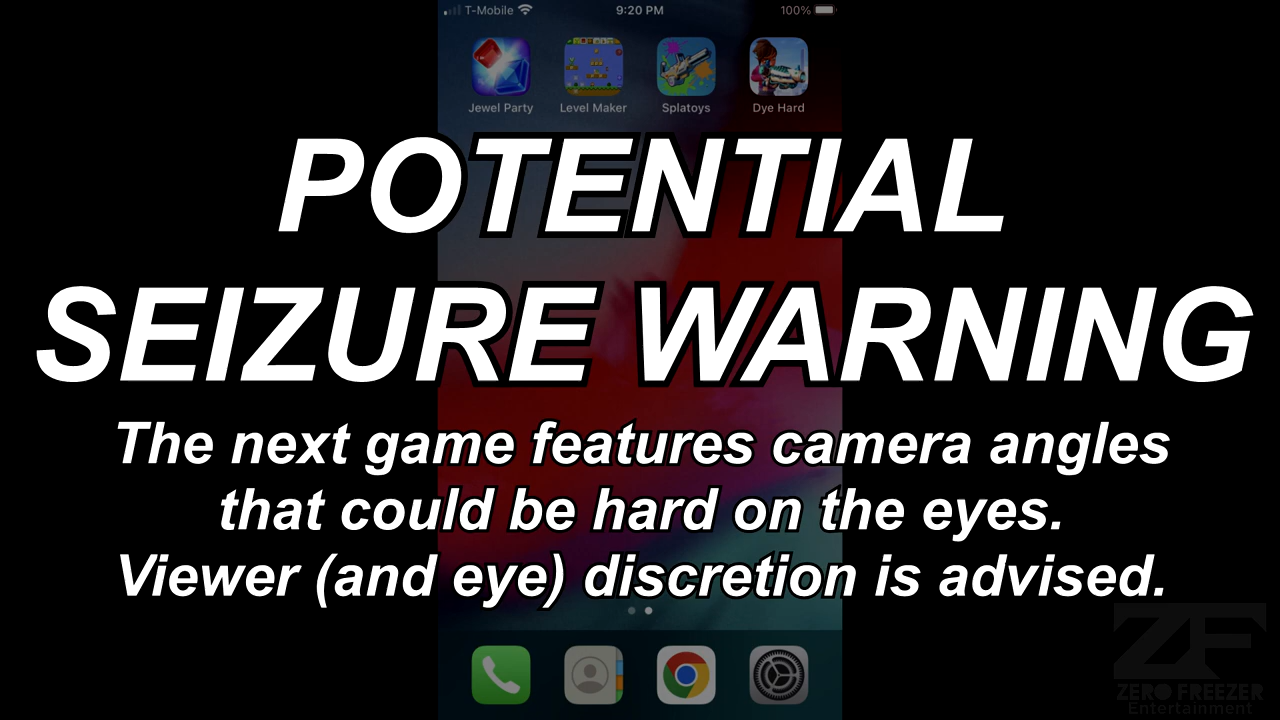 T-Mobile 9:20 PM 100%
Jewel Party Level Maker Splatoys Dye Hard
POTENTIAL
SEIZURE WARNING
The next game features camera angles
that could be hard on the eyes.
Viewer (and eye) discretion is advised.
ZF
ZERO FREEZER
Entertainment